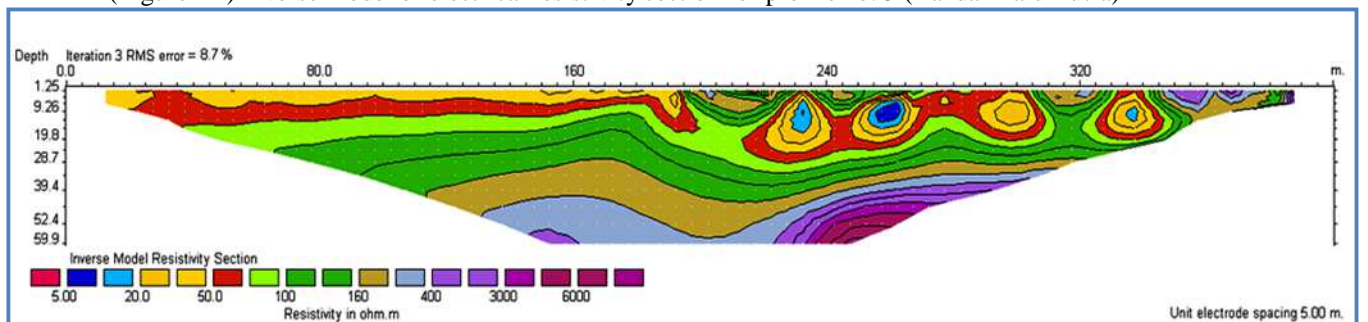 Depth Iteration 3 RMS error = 8.7 %
0.0 80.0 160 240 320 m.
1.25
9.26
19.8
28.7
39.4
52.4
59.9
Inverse Model Resistivity Section
5.00 20.0 50.0 100 160 400 3000 6000
Resistivity in ohm.m
Unit electrode spacing 5.00 m.